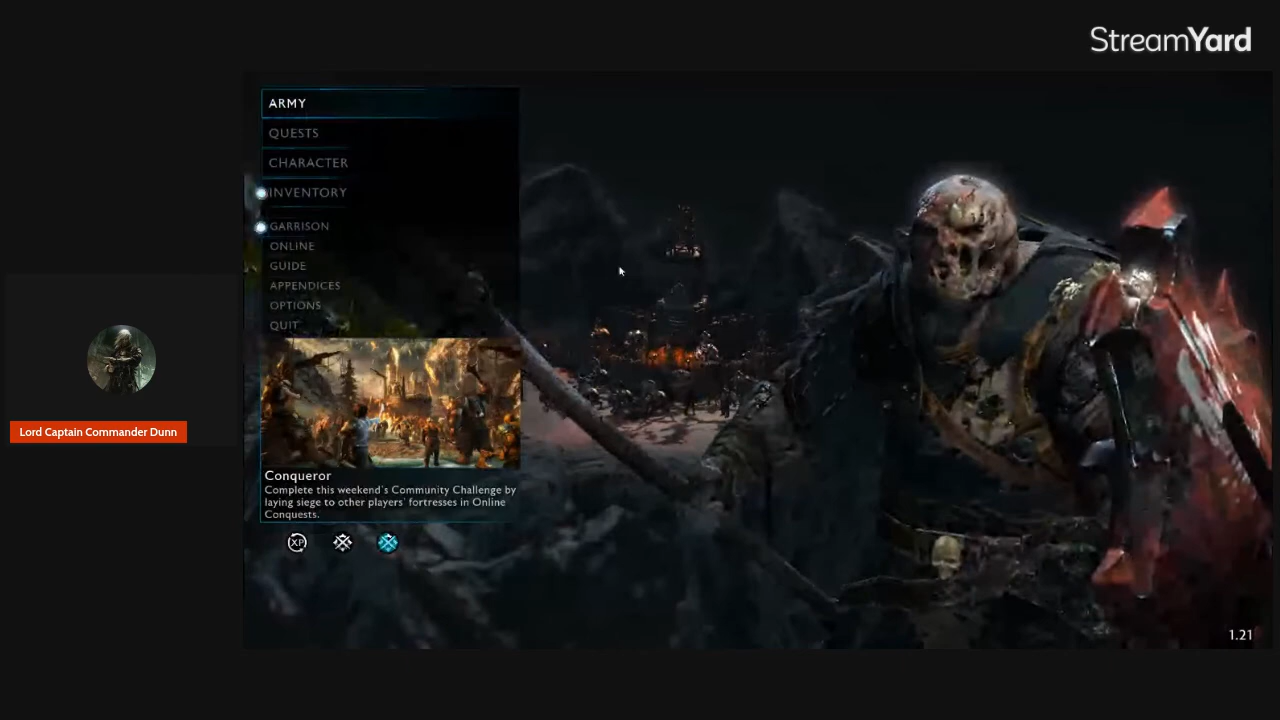 StreamYard
ARMY
QUESTS
CHARACTER
INVENTORY
GARRISON
ONLINE
GUIDE
APPENDICES
OPTIONS
QUIT
Lord Captain Commander Dunn
Conqueror
Complete this weekend's Community Challenge by
laying siege to other players' fortresses in Online
Conquests.
XP
1.21